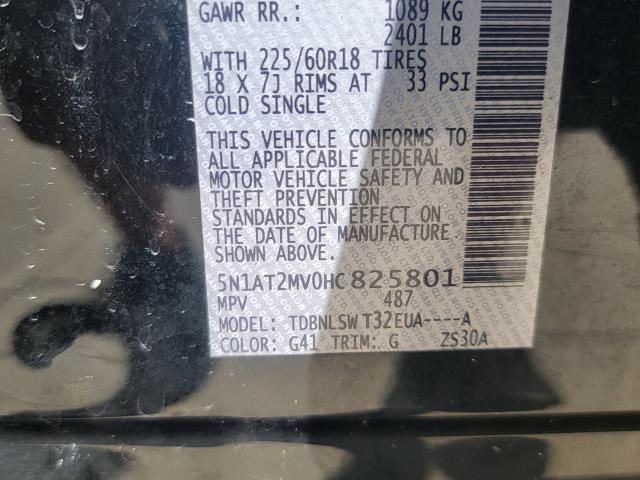 GAWR RR.: 1089 KG
2401 LB
WITH 225/60R18 TIRES
18 X 7J RIMS AT 33 PSI
COLD SINGLE
THIS VEHICLE CONFORMS TO
ALL APPLICABLE FEDERAL
MOTOR VEHICLE SAFETY AND
THEFT PREVENTION
STANDARDS IN EFFECT ON
THE DATE OF MANUFACTURE
SHOWN ABOVE.
5N1AT2MV0HC825801
MPV 487
MODEL: TDBNLSW T32EUA----A
COLOR: G41 TRIM: G ZS30A